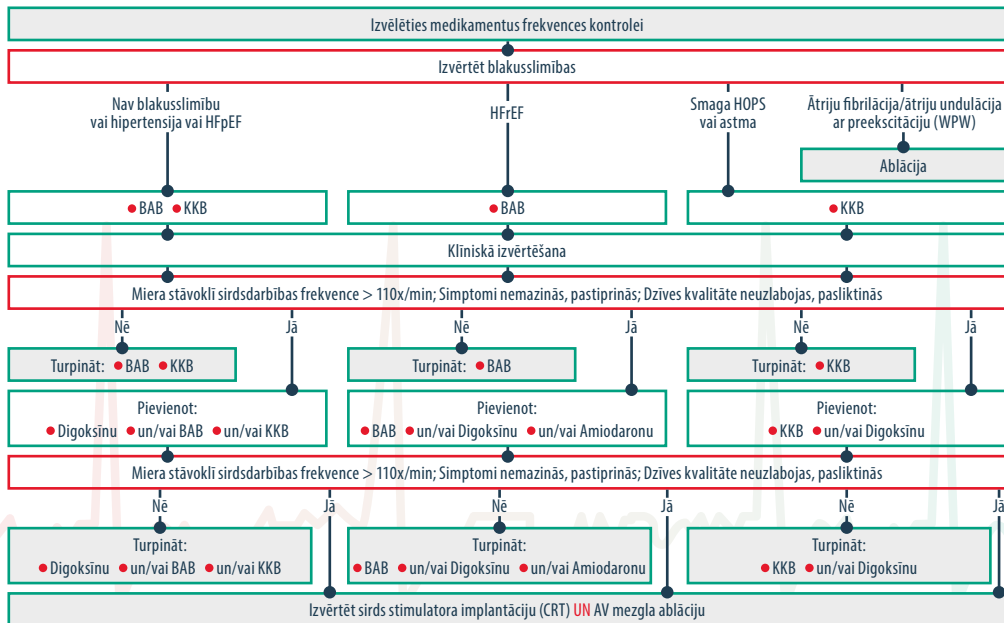 Izvēlēties medikamentus frekvences kontrolei
Izvērtēt blakusslimības
Nav blakusslimību
vai hipertensija vai HFpEF
HFrEF
Smaga HOPS
vai astma
Ātriju fibrilācija/ātriju undulācija
ar preekscitāciju (WPW)
Ablācija
• BAB • KKB
• BAB
• KKB
Klīniskā izvērtēšana
Miera stāvoklī sirdsdarbības frekvence > 110x/min; Simptomi nemazinās, pastiprinās; Dzīves kvalitāte neuzlabojas, pasliktinās
Nē Jā Nē Jā Nē Jā
Turpināt: • BAB • KKB
Turpināt: • BAB
Turpināt: • KKB
Pievienot:
• Digoksīnu • un/vai BAB • un/vai KKB
Pievienot:
• BAB • un/vai Digoksīnu • un/vai Amiodaronu
Pievienot:
• KKB • un/vai Digoksīnu
Miera stāvoklī sirdsdarbības frekvence > 110x/min; Simptomi nemazinās, pastiprinās; Dzīves kvalitāte neuzlabojas, pasliktinās
Nē Jā Nē Jā Nē Jā
Turpināt:
• Digoksīnu • un/vai BAB • un/vai KKB
Turpināt:
• BAB • un/vai Digoksīnu • un/vai Amiodaronu
Turpināt:
• KKB • un/vai Digoksīnu
Izvērtēt sirds stimulatora implantāciju (CRT) UN AV mezgla ablāciju